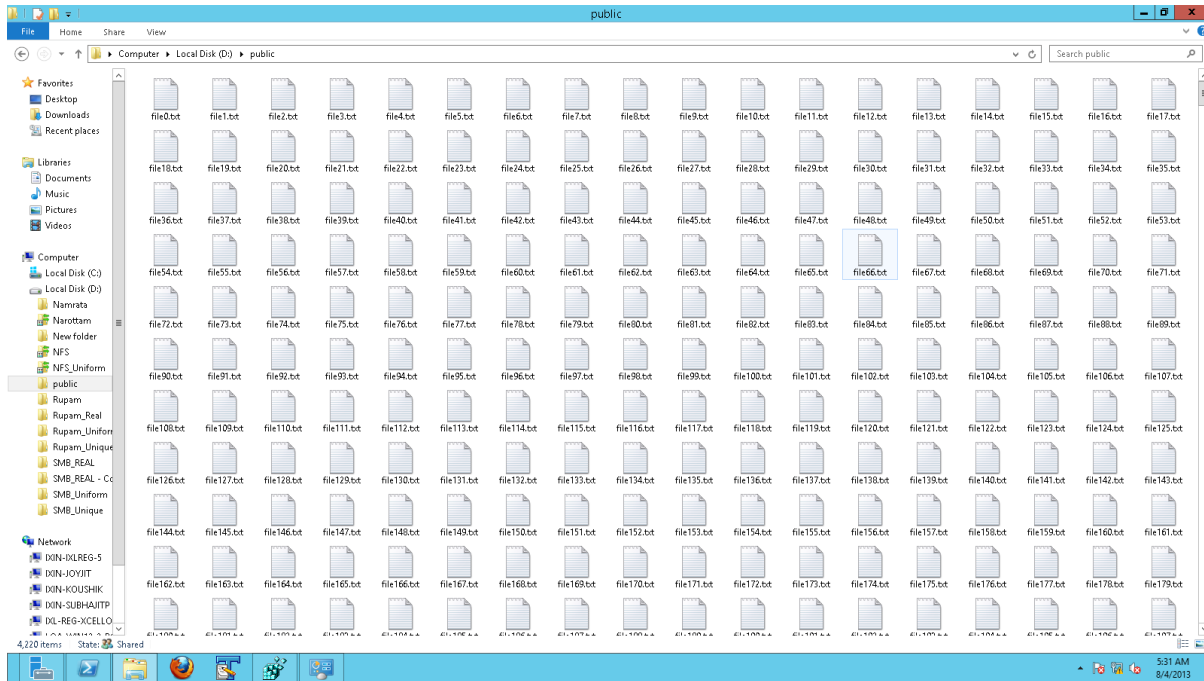 public
File Home Share View
Computer Local Disk (D:) public
Search public
Favorites
Desktop
Downloads
Recent places
Libraries
Documents
Music
Pictures
Videos
Computer
Local Disk (C:)
Local Disk (D:)
Namrata
Narottam
New folder
NFS
NFS_Uniform
public
Rupam
Rupam_Real
Rupam_Uniforr
Rupam_Unique
SMB_REAL
SMB_REAL - Co
SMB_Uniform
SMB_Unique
Network
IXIN-IXLREG-5
IXIN-JOYJIT
IXIN-KOUSHIK
IXIN-SUBHAJITP
IXL-REG-XCELLO
file0.txt file1.txt file2.txt file3.txt file4.txt file5.txt file6.txt file7.txt file8.txt file9.txt file10.txt file11.txt file12.txt file13.txt file14.txt file15.txt file16.txt file17.txt
file18.txt file19.txt file20.txt file21.txt file22.txt file23.txt file24.txt file25.txt file26.txt file27.txt file28.txt file29.txt file30.txt file31.txt file32.txt file33.txt file34.txt file35.txt
file36.txt file37.txt file38.txt file39.txt file40.txt file41.txt file42.txt file43.txt file44.txt file45.txt file46.txt file47.txt file48.txt file49.txt file50.txt file51.txt file52.txt file53.txt
file54.txt file55.txt file56.txt file57.txt file58.txt file59.txt file60.txt file61.txt file62.txt file63.txt file64.txt file65.txt file66.txt file67.txt file68.txt file69.txt file70.txt file71.txt
file72.txt file73.txt file74.txt file75.txt file76.txt file77.txt file78.txt file79.txt file80.txt file81.txt file82.txt file83.txt file84.txt file85.txt file86.txt file87.txt file88.txt file89.txt
file90.txt file91.txt file92.txt file93.txt file94.txt file95.txt file96.txt file97.txt file98.txt file99.txt file100.txt file101.txt file102.txt file103.txt file104.txt file105.txt file106.txt file107.txt
file108.txt file109.txt file110.txt file111.txt file112.txt file113.txt file114.txt file115.txt file116.txt file117.txt file118.txt file119.txt file120.txt file121.txt file122.txt file123.txt file124.txt file125.txt
file126.txt file127.txt file128.txt file129.txt file130.txt file131.txt file132.txt file133.txt file134.txt file135.txt file136.txt file137.txt file138.txt file139.txt file140.txt file141.txt file142.txt file143.txt
file144.txt file145.txt file146.txt file147.txt file148.txt file149.txt file150.txt file151.txt file152.txt file153.txt file154.txt file155.txt file156.txt file157.txt file158.txt file159.txt file160.txt file161.txt
file162.txt file163.txt file164.txt file165.txt file166.txt file167.txt file168.txt file169.txt file170.txt file171.txt file172.txt file173.txt file174.txt file175.txt file176.txt file177.txt file178.txt file179.txt
4,220 items State: Shared
5:31 AM
8/4/2013